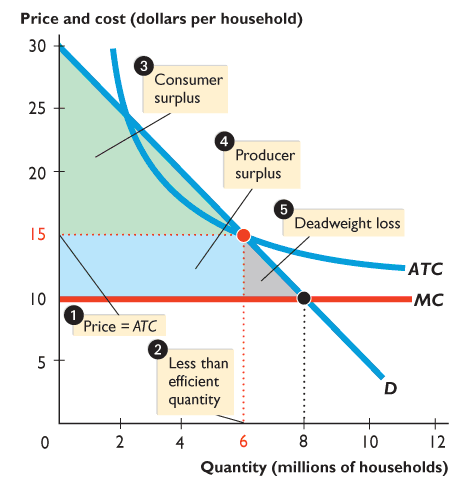 Price and cost (dollars per household)
30
3
Consumer
surplus
25
4
20
Producer
surplus
5
Deadweight loss
15
ATC
10
MC
1
Price = ATC
2
Less than
efficient
quantity
5
D
0
2
4
6
8
10
12
Quantity (millions of households)